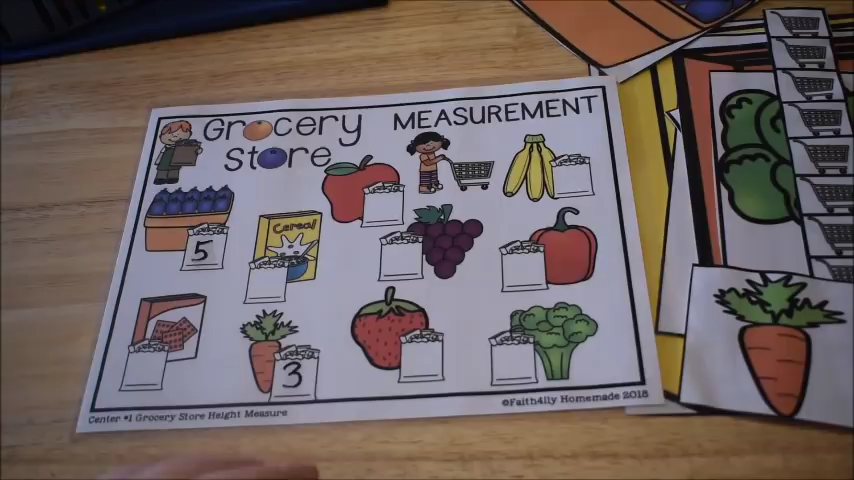 Grocery
Store
MEASUREMENT
5
Cereal
3
Center #1 Grocery Store Height Measure
©Faith4lly Homemade 2018